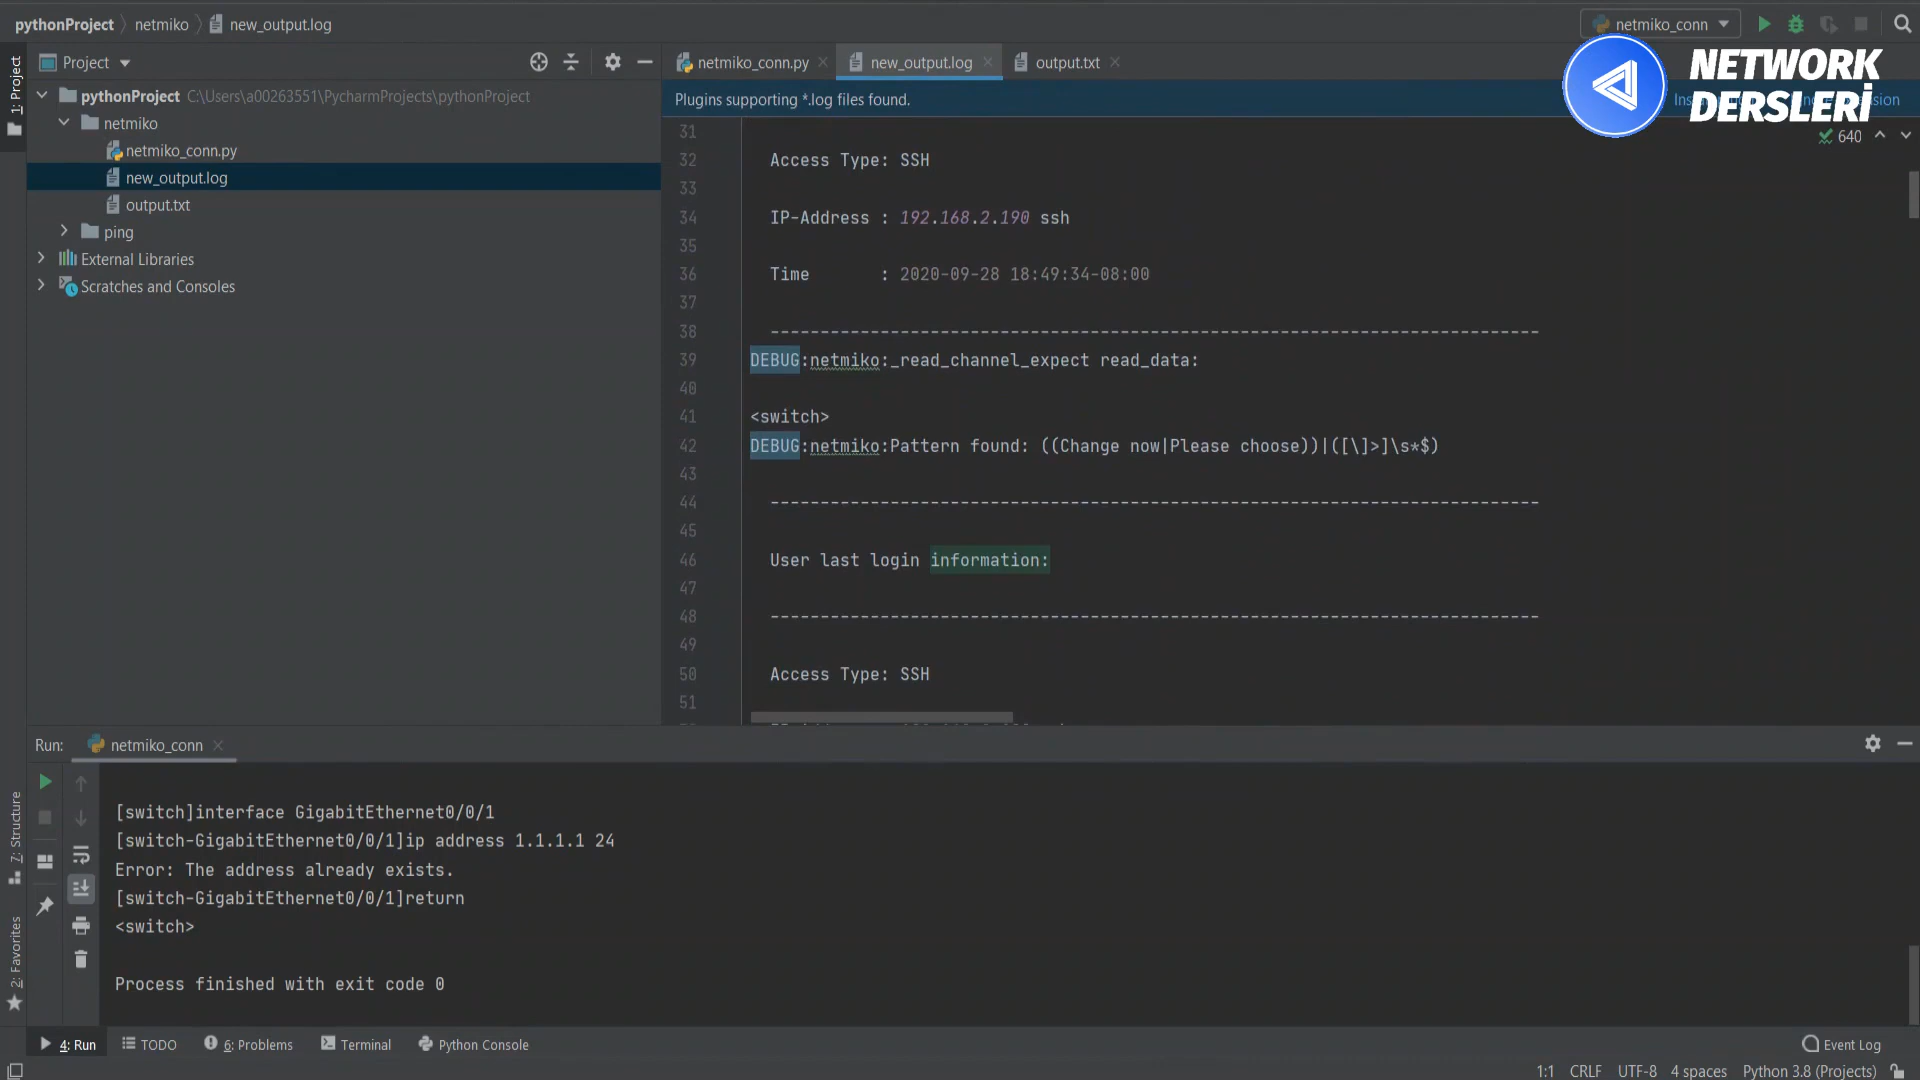 pythonProject netmiko new_output.log
netmiko_conn
1: Project
Project
netmiko_conn.py new_output.log output.txt
NETWORK
DERSLERİ
pythonProject C:\Users\a00263551\PycharmProjects\pythonProject
netmiko
netmiko_conn.py
new_output.log
output.txt
ping
External Libraries
Scratches and Consoles
Plugins supporting *.log files found.
640
31
32 Access Type: SSH
33
34 IP-Address : 192.168.2.190 ssh
35
36 Time : 2020-09-28 18:49:34-08:00
37
38 -----------------------------------------------------------------------------
39 DEBUG:netmiko:_read_channel_expect read_data:
40
41 <switch>
42 DEBUG:netmiko:Pattern found: ((Change now|Please choose))|([\]>]\s*$)
43
44 -----------------------------------------------------------------------------
45
46 User last login information:
47
48 -----------------------------------------------------------------------------
49
50 Access Type: SSH
51
Run: netmiko_conn
[switch]interface GigabitEthernet0/0/1
[switch-GigabitEthernet0/0/1]ip address 1.1.1.1 24
Error: The address already exists.
[switch-GigabitEthernet0/0/1]return
<switch>
Process finished with exit code 0
7: Structure
2: Favorites
4: Run TODO 6: Problems Terminal Python Console Event Log
1:1 CRLF UTF-8 4 spaces Python 3.8 (Projects)